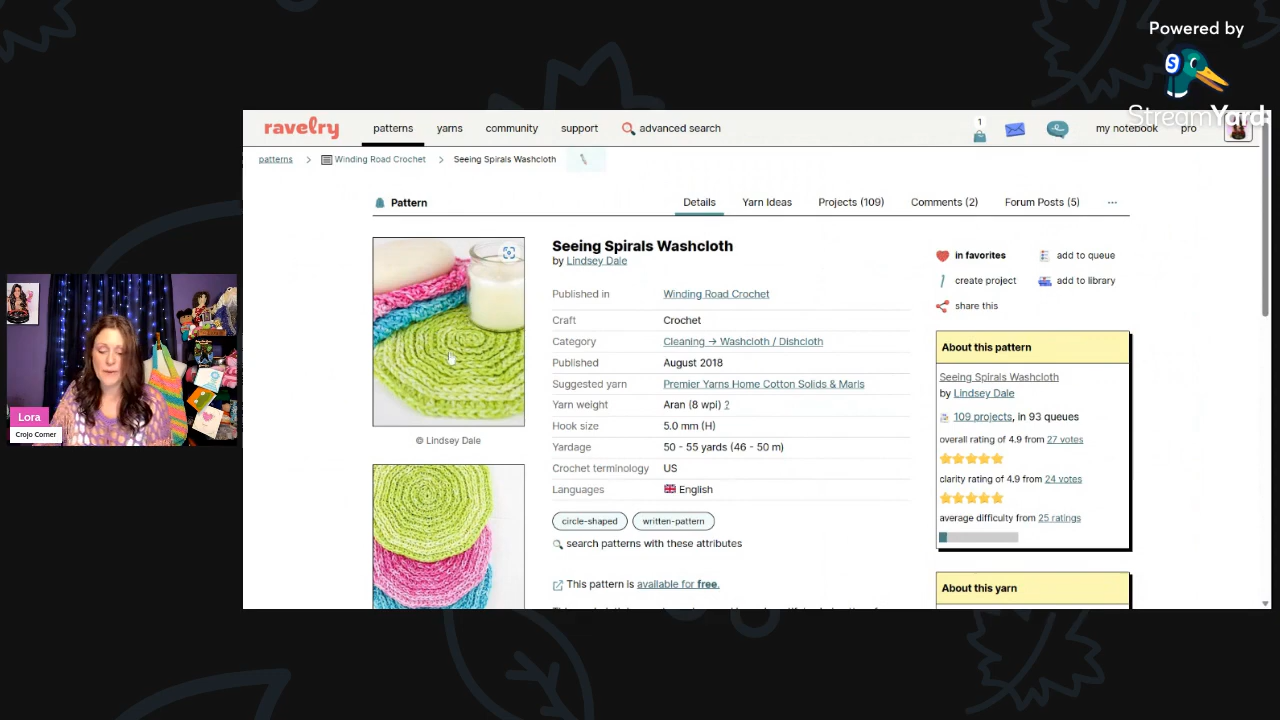 Powered by
StreamYard
ravelry
patterns
yarns
community
support
advanced search
1
my notebook
pro
patterns
Winding Road Crochet
Seeing Spirals Washcloth
Pattern
Details
Yarn Ideas
Projects (109)
Comments (2)
Forum Posts (5)
Seeing Spirals Washcloth
by Lindsey Dale
Published in Winding Road Crochet
Craft Crochet
Category Cleaning → Washcloth / Dishcloth
Published August 2018
Suggested yarn Premier Yarns Home Cotton Solids & Marls
Yarn weight Aran (8 wpi) ?
Hook size 5.0 mm (H)
Yardage 50 - 55 yards (46 - 50 m)
Crochet terminology US
Languages English
circle-shaped
written-pattern
search patterns with these attributes
This pattern is available for free.
© Lindsey Dale
in favorites
add to queue
create project
add to library
share this
About this pattern
Seeing Spirals Washcloth
by Lindsey Dale
109 projects, in 93 queues
overall rating of 4.9 from 27 votes
clarity rating of 4.9 from 24 votes
average difficulty from 25 ratings
About this yarn
Lora
Crojo Corner